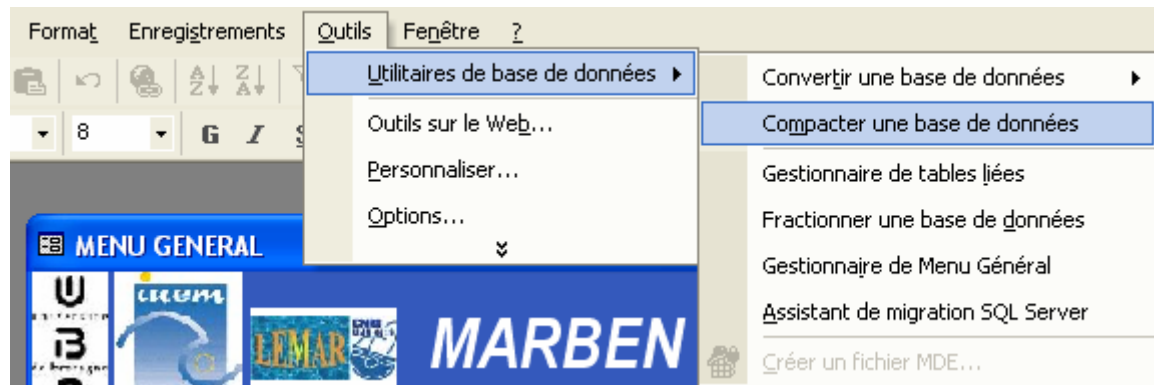 Format Enregistrements Outils Fenêtre ?
8 G I S
Utilitaires de base de données
Outils sur le Web...
Personnaliser...
Options...
Convertir une base de données
Compacter une base de données
Gestionnaire de tables liées
Fractionner une base de données
Gestionnaire de Menu Général
Assistant de migration SQL Server
Créer un fichier MDE...
MENU GENERAL
iuem
LEMAR
MARBEN